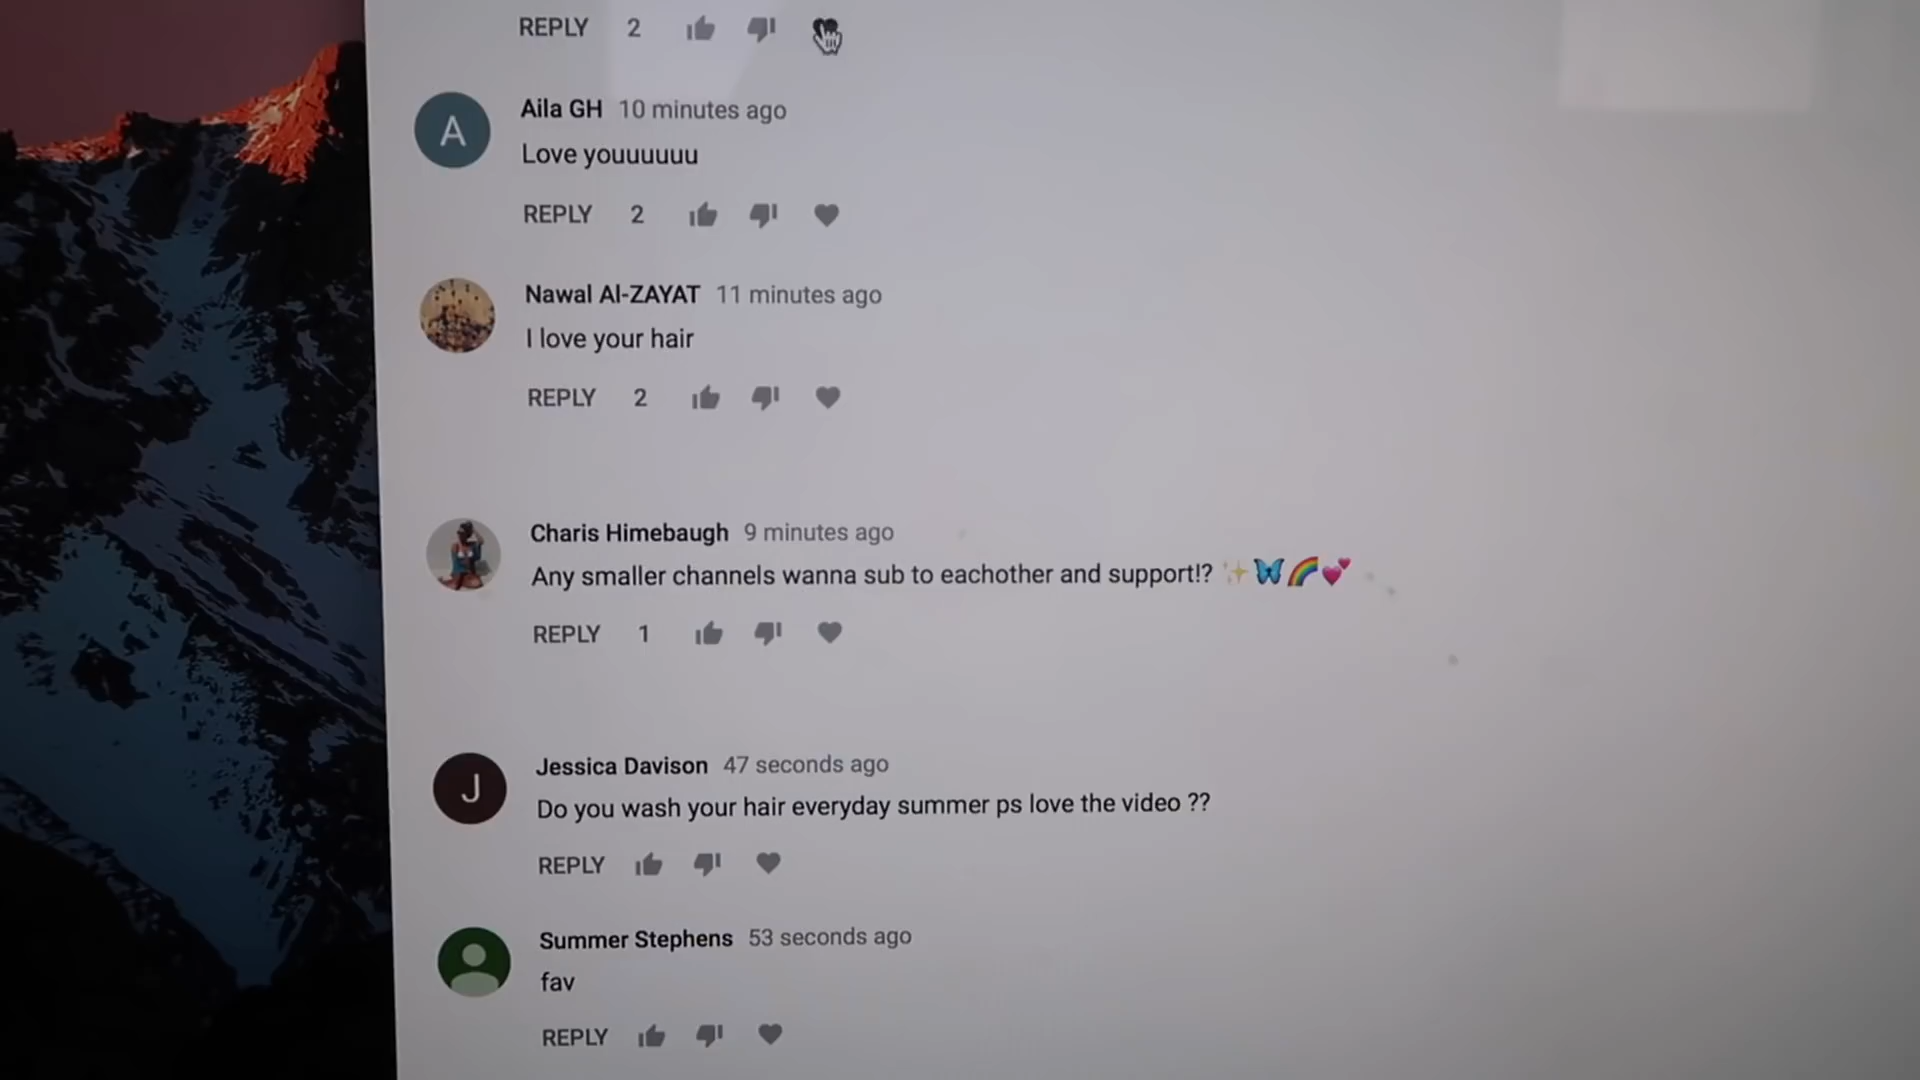 REPLY 2
A
Aila GH 10 minutes ago
Love youuuuuu
REPLY 2
Nawal Al-ZAYAT 11 minutes ago
I love your hair
REPLY 2
Charis Himebaugh 9 minutes ago
Any smaller channels wanna sub to eachother and support!? ✨🦋🌈💕
REPLY 1
J
Jessica Davison 47 seconds ago
Do you wash your hair everyday summer ps love the video ??
REPLY
Summer Stephens 53 seconds ago
fav
REPLY